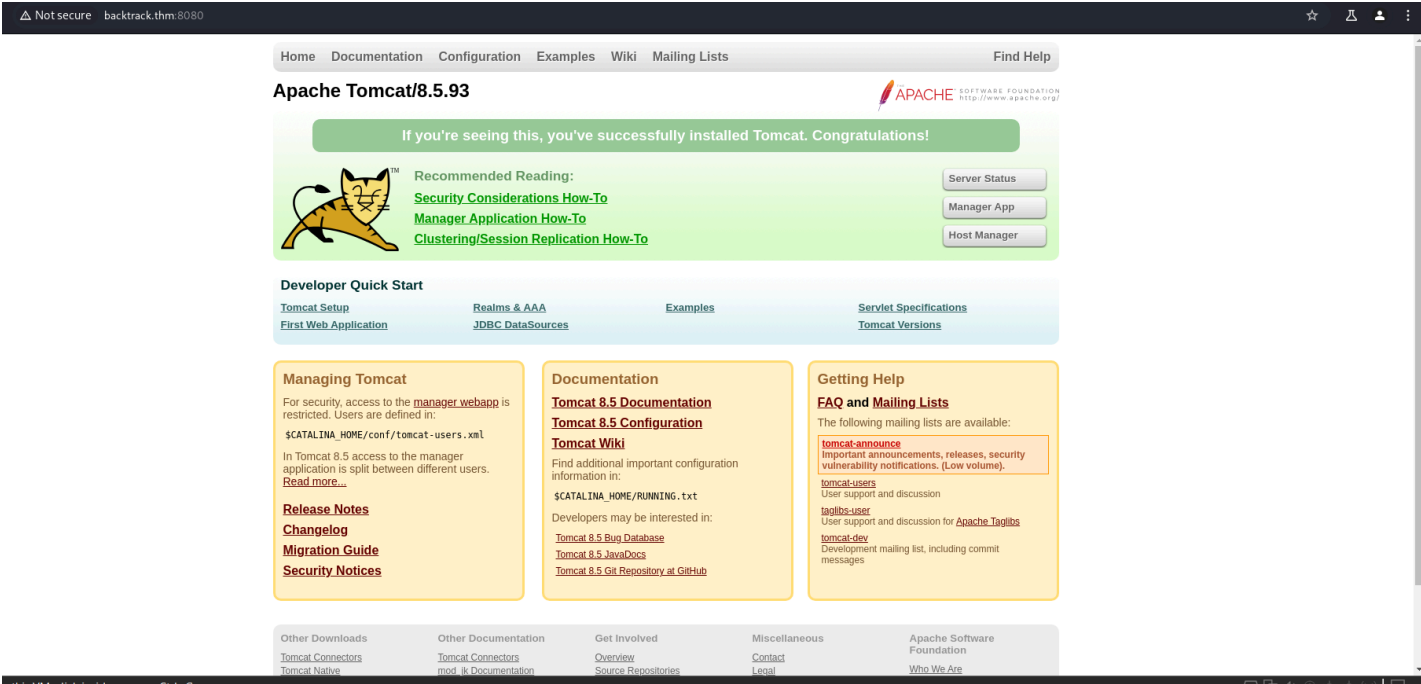 Not secure backtrack.thm:8080
Home Documentation Configuration Examples Wiki Mailing Lists Find Help
Apache Tomcat/8.5.93
APACHE SOFTWARE FOUNDATION
http://www.apache.org/
If you're seeing this, you've successfully installed Tomcat. Congratulations!
TM
Recommended Reading:
Security Considerations How-To
Manager Application How-To
Clustering/Session Replication How-To
Server Status
Manager App
Host Manager
Developer Quick Start
Tomcat Setup
First Web Application
Realms & AAA
JDBC DataSources
Examples
Servlet Specifications
Tomcat Versions
Managing Tomcat
For security, access to the manager webapp is
restricted. Users are defined in:
$CATALINA_HOME/conf/tomcat-users.xml
In Tomcat 8.5 access to the manager
application is split between different users.
Read more...
Release Notes
Changelog
Migration Guide
Security Notices
Documentation
Tomcat 8.5 Documentation
Tomcat 8.5 Configuration
Tomcat Wiki
Find additional important configuration
information in:
$CATALINA_HOME/RUNNING.txt
Developers may be interested in:
Tomcat 8.5 Bug Database
Tomcat 8.5 JavaDocs
Tomcat 8.5 Git Repository at GitHub
Getting Help
FAQ and Mailing Lists
The following mailing lists are available:
tomcat-announce
Important announcements, releases, security
vulnerability notifications. (Low volume).
tomcat-users
User support and discussion
taglibs-user
User support and discussion for Apache Taglibs
tomcat-dev
Development mailing list, including commit
messages
Other Downloads
Tomcat Connectors
Tomcat Native
Other Documentation
Tomcat Connectors
mod_jk Documentation
Get Involved
Overview
Source Repositories
Miscellaneous
Contact
Legal
Apache Software
Foundation
Who We Are